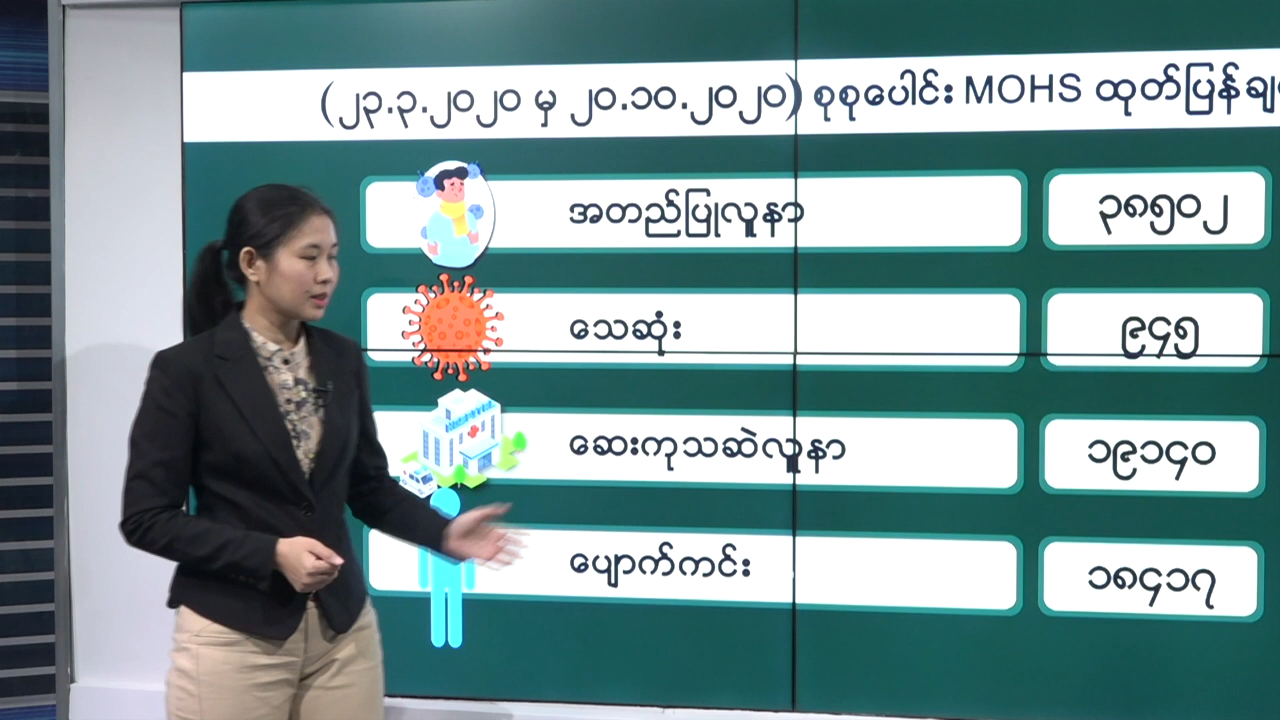 (၂၃.၃.၂၀၂၀ မှ ၂၀.၁၀.၂၀၂၀) စုစုပေါင်း MOHS ထုတ်ပြန်ချ
အတည်ပြုလူနာ ၃၈၅၀၂
သေဆုံး ၉၄၅
ဆေးကုသဆဲလူနာ ၁၉၁၄၀
ပျောက်ကင်း ၁၈၄၁၇